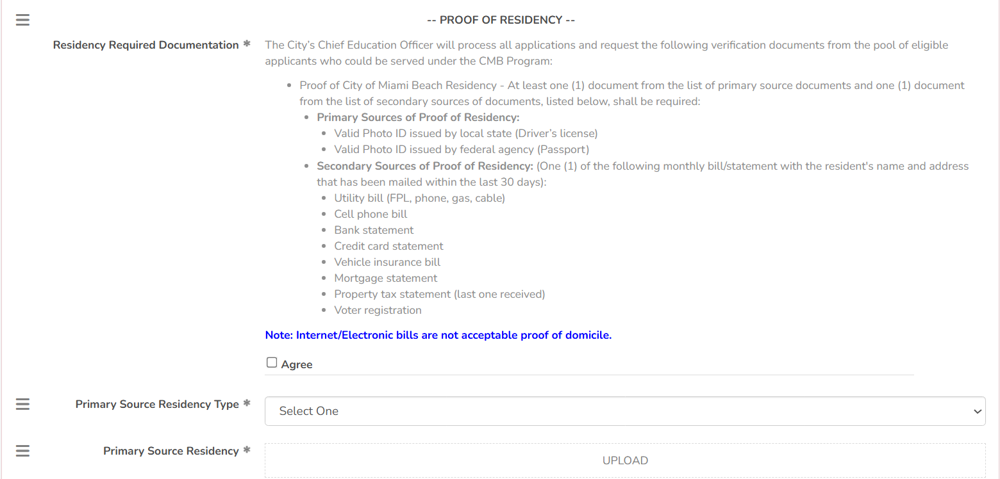 -- PROOF OF RESIDENCY --
Residency Required Documentation *
The City’s Chief Education Officer will process all applications and request the following verification documents from the pool of eligible
applicants who could be served under the CMB Program:
• Proof of City of Miami Beach Residency - At least one (1) document from the list of primary source documents and one (1) document
from the list of secondary sources of documents, listed below, shall be required:
• Primary Sources of Proof of Residency:
• Valid Photo ID issued by local state (Driver’s license)
• Valid Photo ID issued by federal agency (Passport)
• Secondary Sources of Proof of Residency: (One (1) of the following monthly bill/statement with the resident's name and address
that has been mailed within the last 30 days):
• Utility bill (FPL, phone, gas, cable)
• Cell phone bill
• Bank statement
• Credit card statement
• Vehicle insurance bill
• Mortgage statement
• Property tax statement (last one received)
• Voter registration
Note: Internet/Electronic bills are not acceptable proof of domicile.
Agree
Primary Source Residency Type *
Select One
Primary Source Residency *
UPLOAD